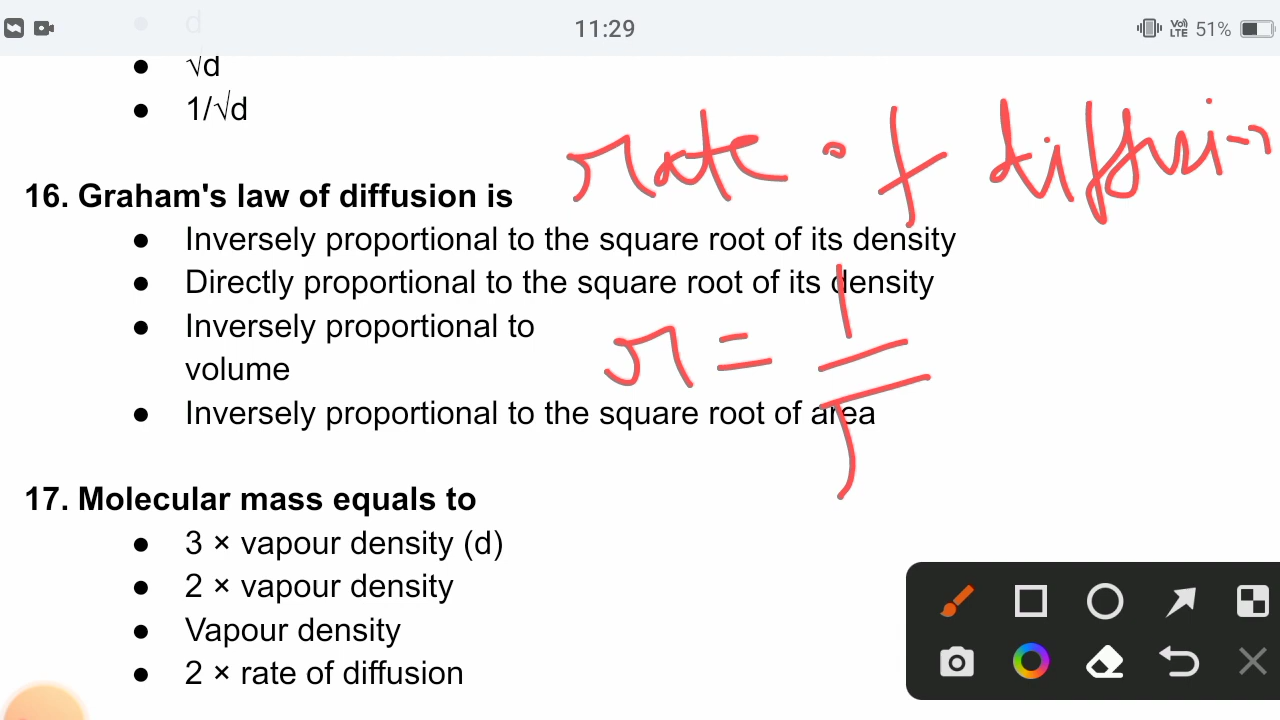 11:29
Vo) LTE 51%
d
√d
1/√d
rate of diffusion
16. Graham's law of diffusion is
● Inversely proportional to the square root of its density
● Directly proportional to the square root of its density
● Inversely proportional to
volume
● Inversely proportional to the square root of area
r = 1/√
17. Molecular mass equals to
● 3 × vapour density (d)
● 2 × vapour density
● Vapour density
● 2 × rate of diffusion